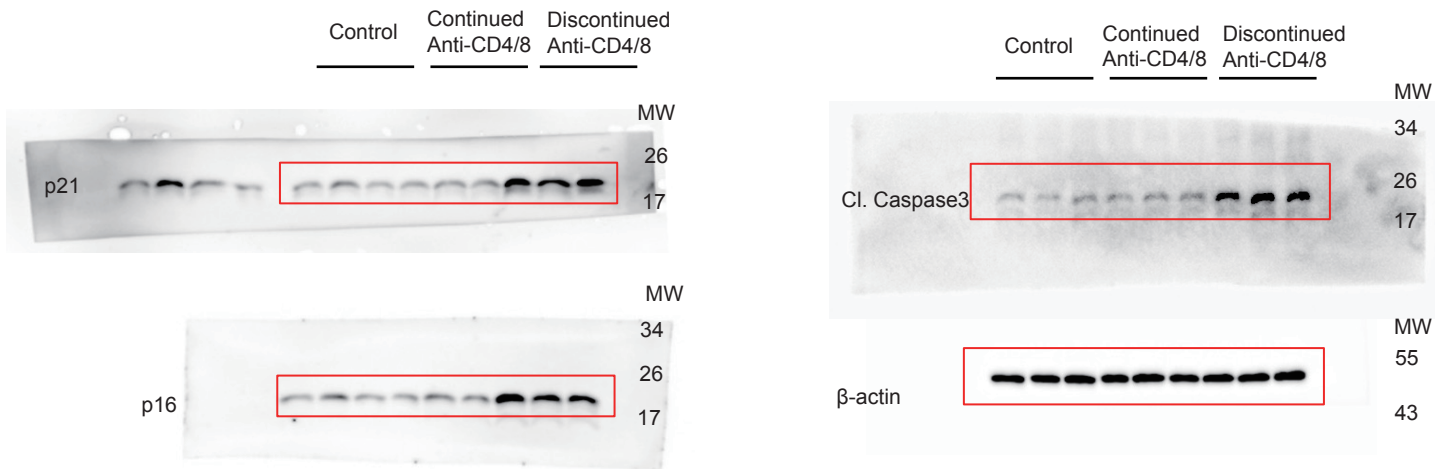 Control
Continued
Anti-CD4/8
Discontinued
Anti-CD4/8
MW
26
p21
17
MW
34
26
p16
17
Control
Continued
Anti-CD4/8
Discontinued
Anti-CD4/8
MW
34
26
Cl. Caspase3
17
MW
55
β-actin
43